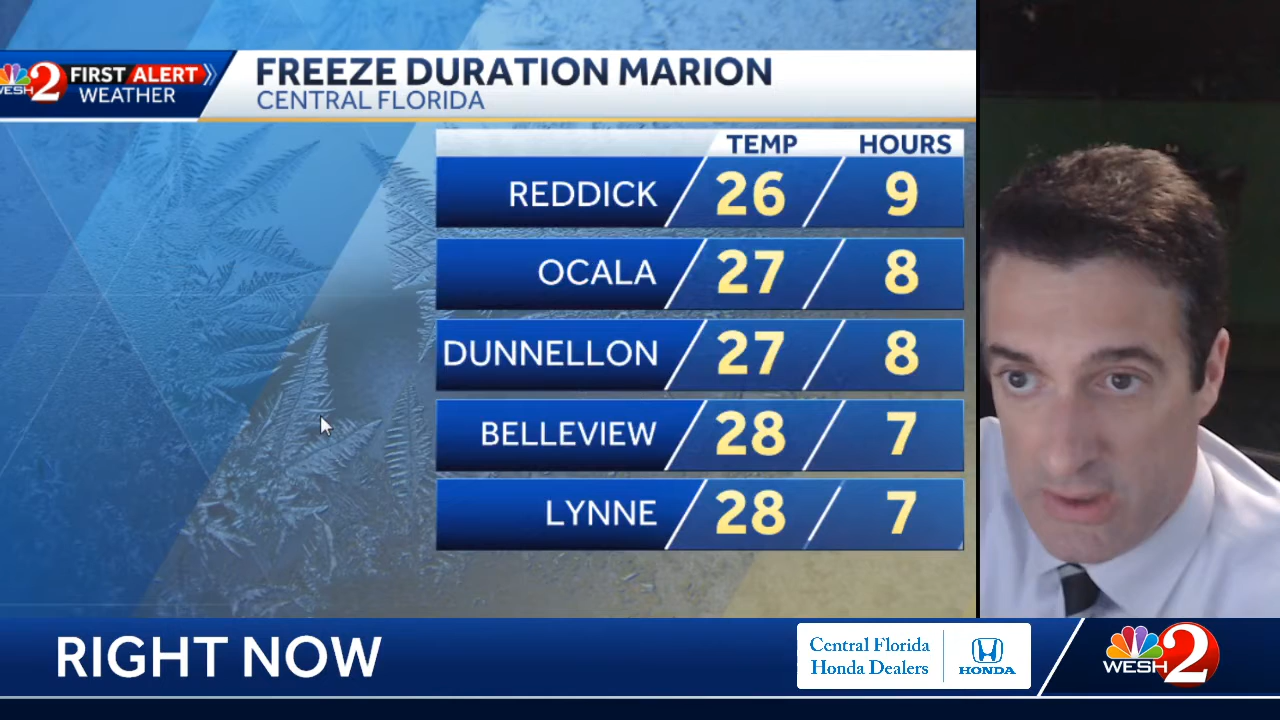 FREEZE DURATION MARION
CENTRAL FLORIDA
WESH 2 FIRST ALERT
WEATHER
TEMP HOURS
REDDICK 26 9
OCALA 27 8
DUNNELLON 27 8
BELLEVIEW 28 7
LYNNE 28 7
RIGHT NOW
Central Florida
Honda Dealers
HONDA
WESH 2